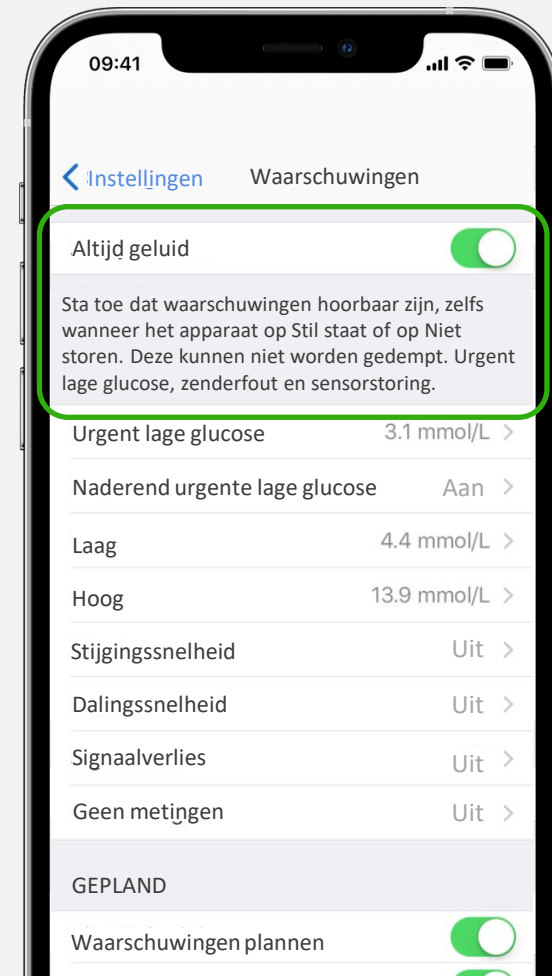 09:41
Instellingen Waarschuwingen
Altijd geluid
Sta toe dat waarschuwingen hoorbaar zijn, zelfs
wanneer het apparaat op Stil staat of op Niet
storen. Deze kunnen niet worden gedempt. Urgent
lage glucose, zenderfout en sensorstoring.
Urgent lage glucose 3.1 mmol/L
Naderend urgente lage glucose Aan
Laag 4.4 mmol/L
Hoog 13.9 mmol/L
Stijgingssnelheid Uit
Dalingssnelheid Uit
Signaalverlies Uit
Geen metingen Uit
GEPLAND
Waarschuwingen plannen